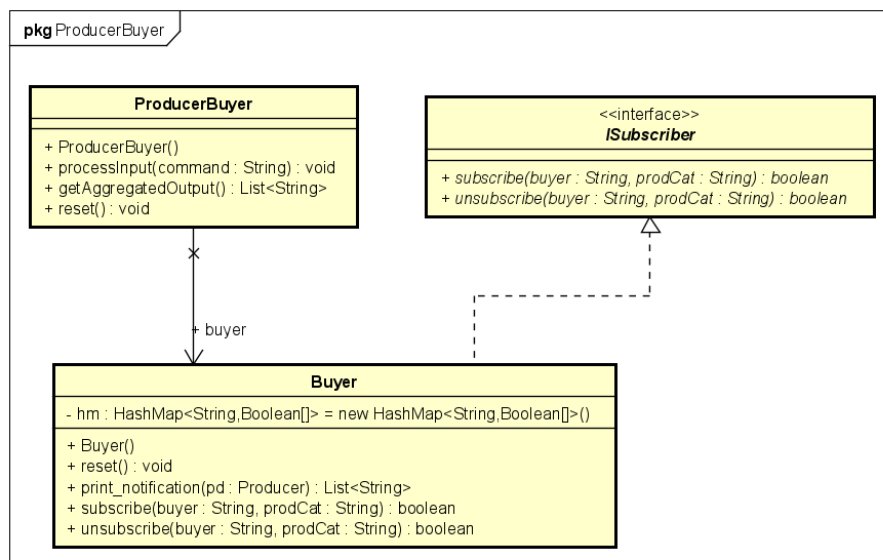 pkg ProducerBuyer
ProducerBuyer
+ ProducerBuyer()
+ processInput(command : String) : void
+ getAggregatedOutput() : List<String>
+ reset() : void
<<interface>>
ISubscriber
+ subscribe(buyer : String, prodCat : String) : boolean
+ unsubscribe(buyer : String, prodCat : String) : boolean
+ buyer
Buyer
- hm : HashMap<String,Boolean[]> = new HashMap<String,Boolean[]>()
+ Buyer()
+ reset() : void
+ print_notification(pd : Producer) : List<String>
+ subscribe(buyer : String, prodCat : String) : boolean
+ unsubscribe(buyer : String, prodCat : String) : boolean